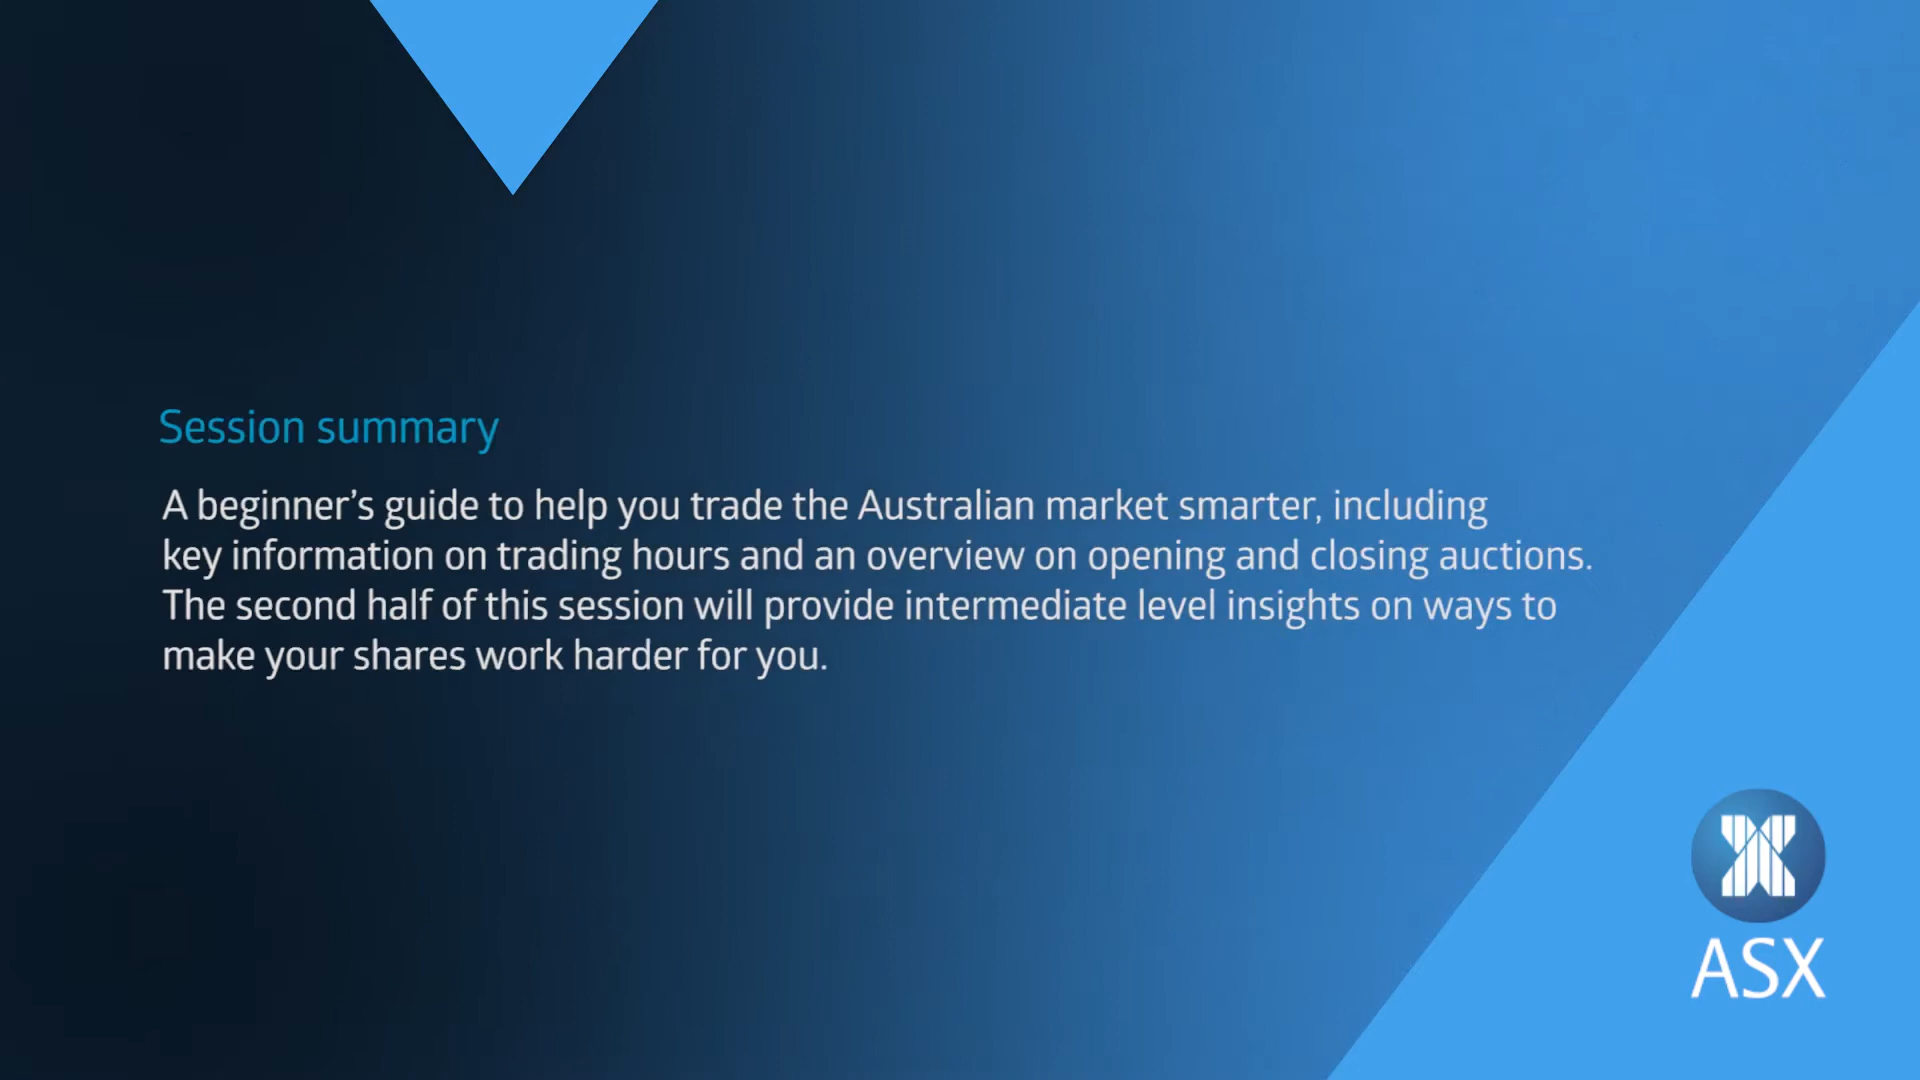 Session summary
A beginner’s guide to help you trade the Australian market smarter, including
key information on trading hours and an overview on opening and closing auctions.
The second half of this session will provide intermediate level insights on ways to
make your shares work harder for you.
ASX